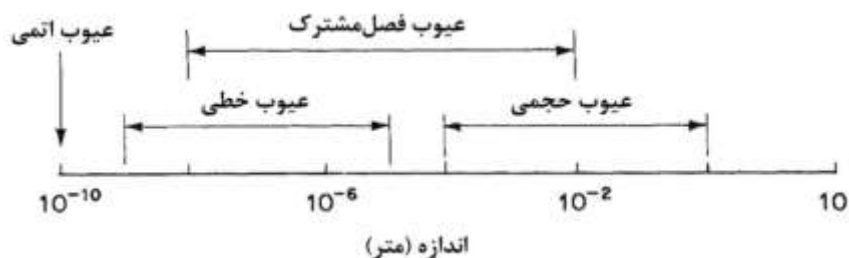 عیوب فصل‌مشترک
عیوب اتمی
عیوب خطی
عیوب حجمی
10⁻¹⁰
10⁻⁶
10⁻²
10
اندازه (متر)